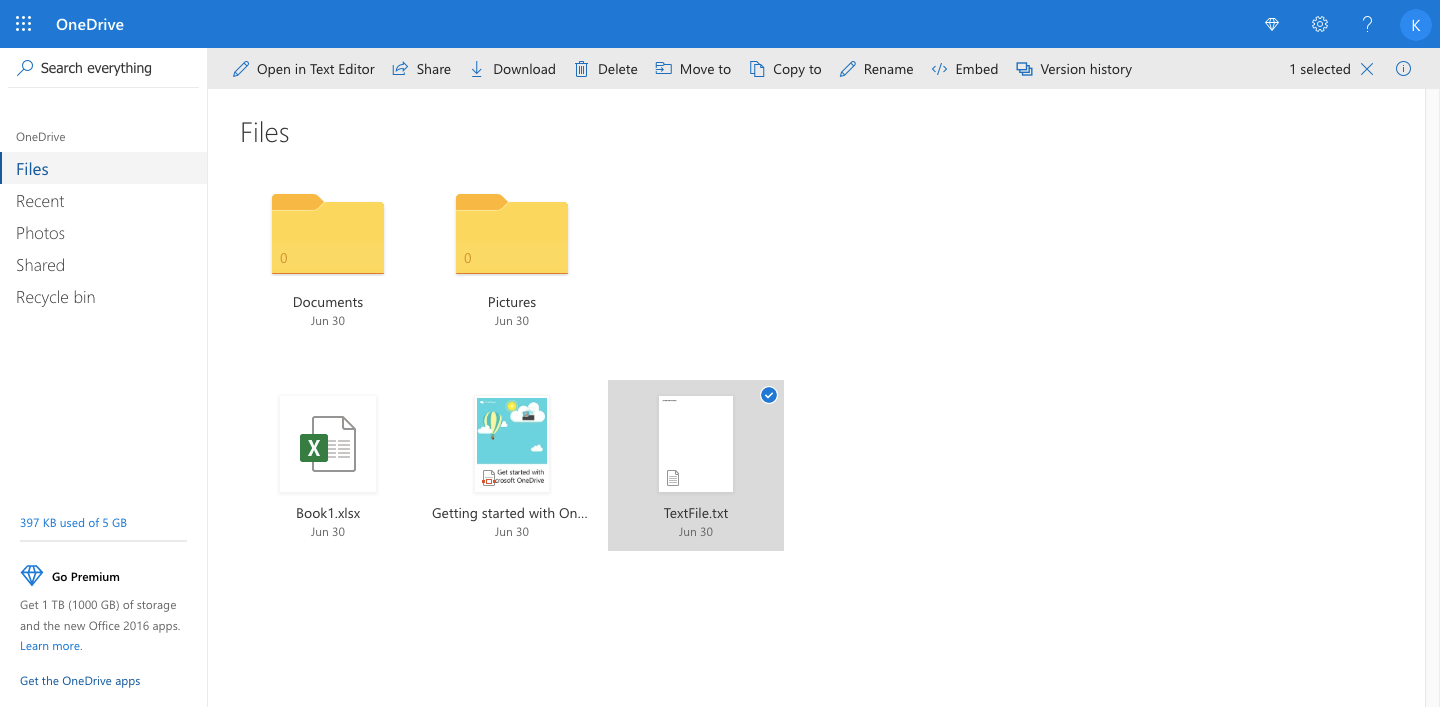 OneDrive
K
Search everything
Open in Text Editor
Share
Download
Delete
Move to
Copy to
Rename
Embed
Version history
1 selected
OneDrive
Files
Recent
Photos
Shared
Recycle bin
397 KB used of 5 GB
Go Premium
Get 1 TB (1000 GB) of storage
and the new Office 2016 apps.
Learn more.
Get the OneDrive apps
Files
0
Documents
Jun 30
0
Pictures
Jun 30
X
Book1.xlsx
Jun 30
Get started with
crosoft OneDrive
Getting started with On...
Jun 30
TextFile.txt
Jun 30